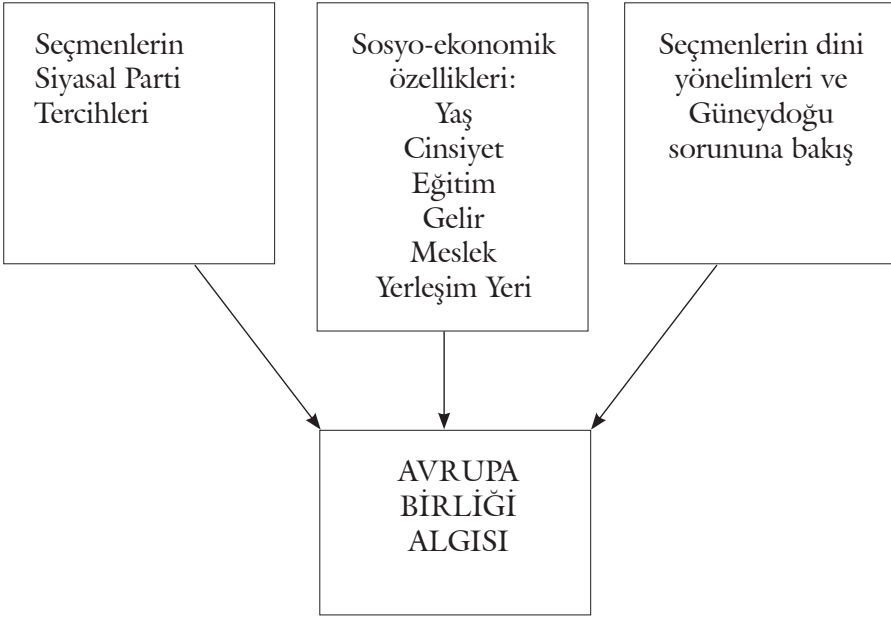 Seçmenlerin
Siyasal Parti
Tercihleri
Sosyo-ekonomik
özellikleri:
Yaş
Cinsiyet
Eğitim
Gelir
Meslek
Yerleşim Yeri
Seçmenlerin dini
yönelimleri ve
Güneydoğu
sorununa bakış
AVRUPA
BİRLİĞİ
ALGISI